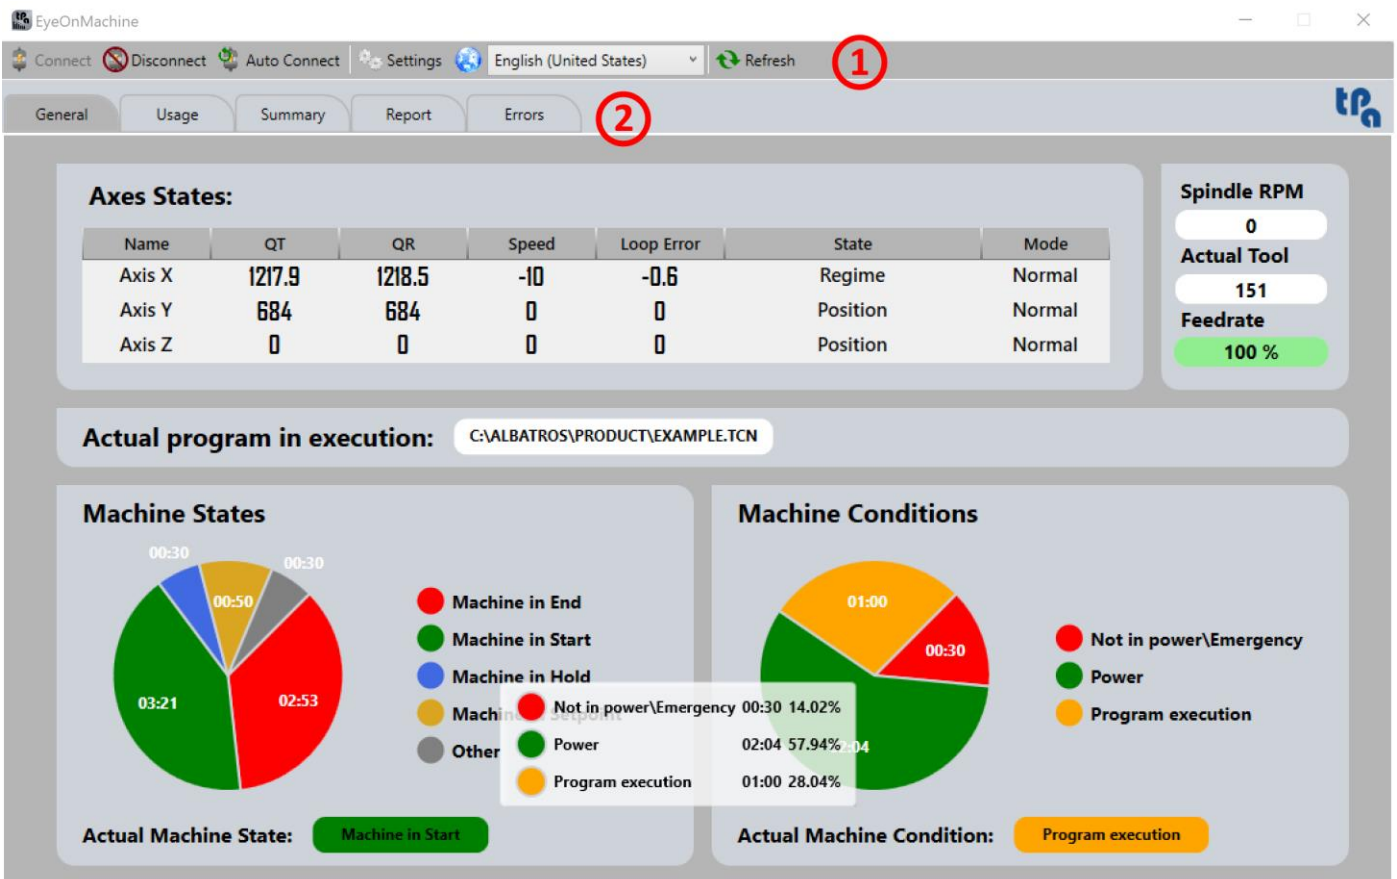 EyeOnMachine
Connect Disconnect Auto Connect Settings English (United States) Refresh 1
General Usage Summary Report Errors 2
tpa
Axes States:
Name QT QR Speed Loop Error State Mode
Axis X 1217.9 1218.5 -10 -0.6 Regime Normal
Axis Y 684 684 0 0 Position Normal
Axis Z 0 0 0 0 Position Normal
Spindle RPM
0
Actual Tool
151
Feedrate
100 %
Actual program in execution: C:\ALBATROS\PRODUCT\EXAMPLE.TCN
Machine States
00:30
00:30
00:50
03:21
02:53
Machine in End
Machine in Start
Machine in Hold
Machine Setpoint
Other
Actual Machine State: Machine in Start
Machine Conditions
01:00
00:30
02:04
Not in power\Emergency
Power
Program execution
Not in power\Emergency 00:30 14.02%
Power 02:04 57.94%
Program execution 01:00 28.04%
Actual Machine Condition: Program execution